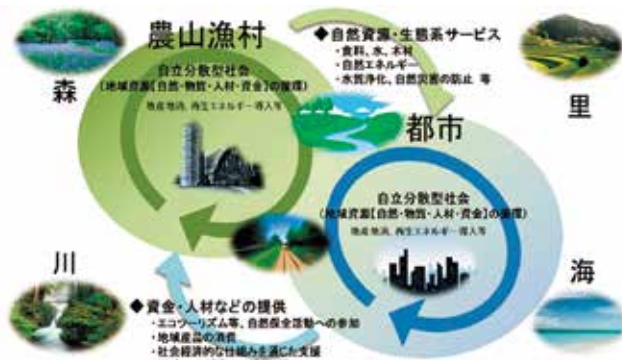 農山漁村
◆自然資源・生態系サービス
・食料、水、木材
・自然エネルギー
・水質浄化、自然災害の防止 等
森
自立分散型社会
(地域資源【自然・物質・人材・資金】の循環)
地産地消、再生エネルギー導入等
里
都市
自立分散型社会
(地域資源【自然・物質・人材・資金】の循環)
地産地消、再生エネルギー導入等
川
海
◆資金・人材などの提供
・エコツーリズム等、自然保全活動への参加
・地域産品の消費
・社会経済的な仕組みを通じた支援